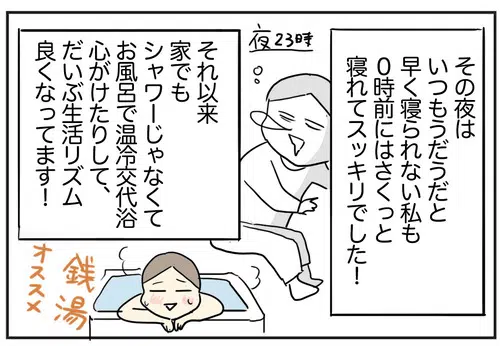 その夜は
いつもうだうだと
早く寝られない私も
0時前にはさくっと
寝れてスッキリでした！
夜23時
それ以来
家でも
シャワーじゃなくて
お風呂で温冷交代浴
心がけたりして、
だいぶ生活リズム
良くなってます！
銭湯
オススメ